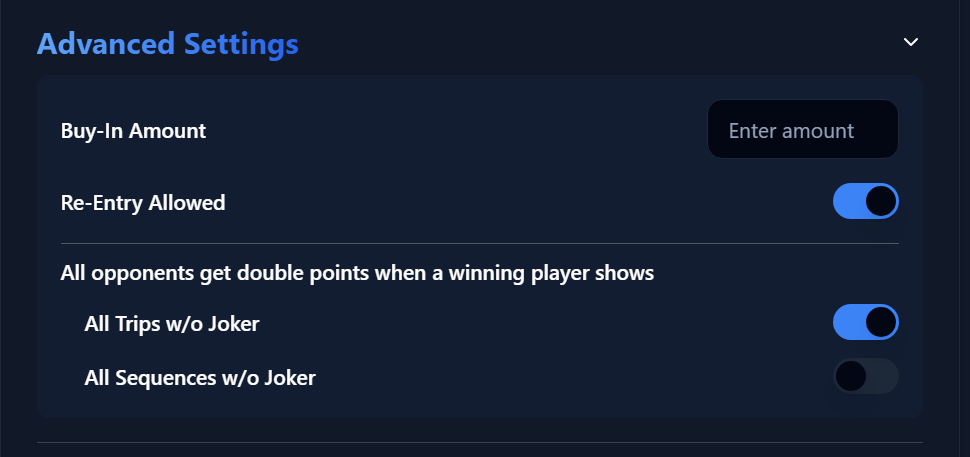 Advanced Settings
Buy-In Amount
Enter amount
Re-Entry Allowed
All opponents get double points when a winning player shows
All Trips w/o Joker
All Sequences w/o Joker